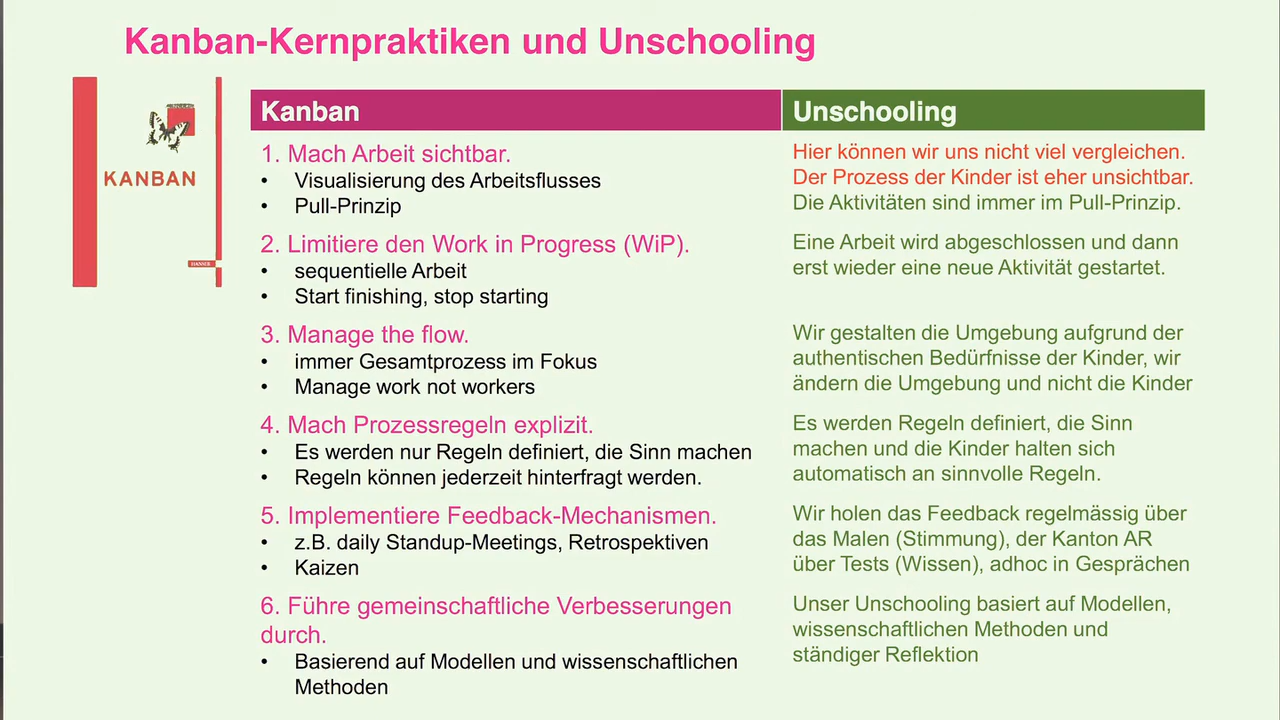 Kanban-Kernpraktiken und Unschooling
KANBAN
HANSER
Kanban
Unschooling
1. Mach Arbeit sichtbar.
• Visualisierung des Arbeitsflusses
• Pull-Prinzip
Hier können wir uns nicht viel vergleichen.
Der Prozess der Kinder ist eher unsichtbar.
Die Aktivitäten sind immer im Pull-Prinzip.
2. Limitiere den Work in Progress (WiP).
• sequentielle Arbeit
• Start finishing, stop starting
Eine Arbeit wird abgeschlossen und dann
erst wieder eine neue Aktivität gestartet.
3. Manage the flow.
• immer Gesamtprozess im Fokus
• Manage work not workers
Wir gestalten die Umgebung aufgrund der
authentischen Bedürfnisse der Kinder, wir
ändern die Umgebung und nicht die Kinder
4. Mach Prozessregeln explizit.
• Es werden nur Regeln definiert, die Sinn machen
• Regeln können jederzeit hinterfragt werden.
Es werden Regeln definiert, die Sinn
machen und die Kinder halten sich
automatisch an sinnvolle Regeln.
5. Implementiere Feedback-Mechanismen.
• z.B. daily Standup-Meetings, Retrospektiven
• Kaizen
Wir holen das Feedback regelmässig über
das Malen (Stimmung), der Kanton AR
über Tests (Wissen), adhoc in Gesprächen
6. Führe gemeinschaftliche Verbesserungen
durch.
• Basierend auf Modellen und wissenschaftlichen
Methoden
Unser Unschooling basiert auf Modellen,
wissenschaftlichen Methoden und
ständiger Reflektion